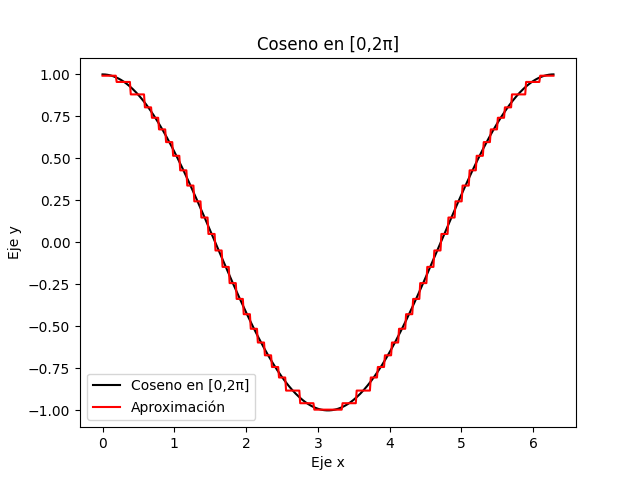 Coseno en [0,2π]
1.00
0.75
0.50
0.25
0.00
−0.25
−0.50
−0.75
−1.00
Eje y
Coseno en [0,2π]
Aproximación
0 1 2 3 4 5 6
Eje x